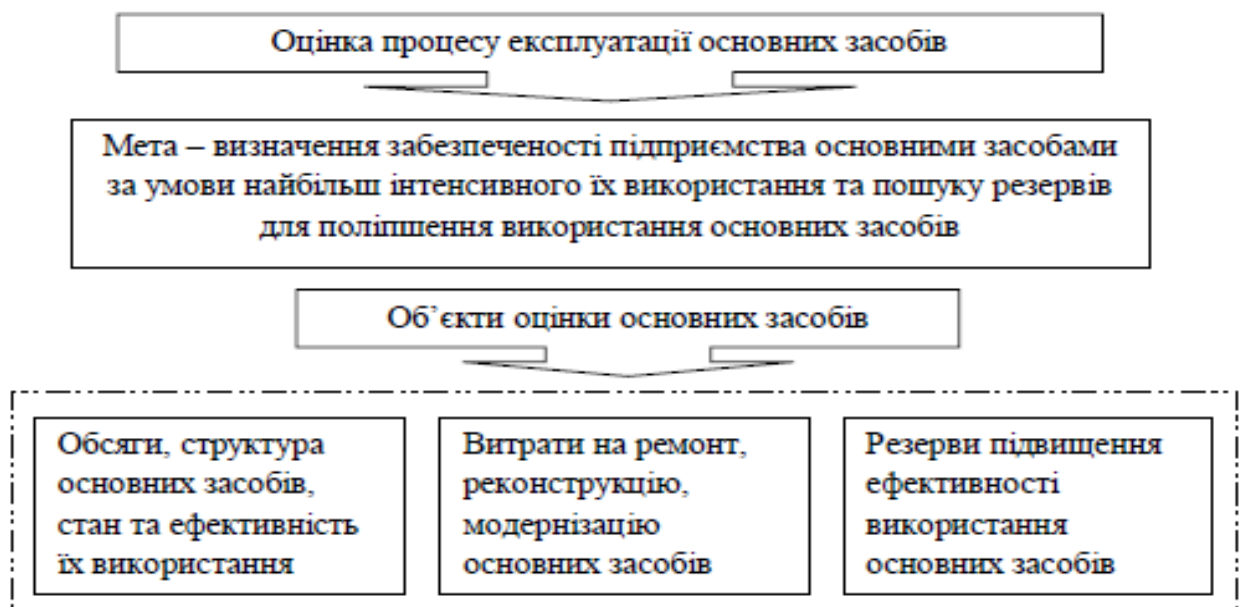 Оцінка процесу експлуатації основних засобів
Мета – визначення забезпеченості підприємства основними засобами
за умови найбільш інтенсивного їх використання та пошуку резервів
для поліпшення використання основних засобів
Об’єкти оцінки основних засобів
Обсяги, структура
основних засобів,
стан та ефективність
їх використання
Витрати на ремонт,
реконструкцію,
модернізацію
основних засобів
Резерви підвищення
ефективності
використання
основних засобів